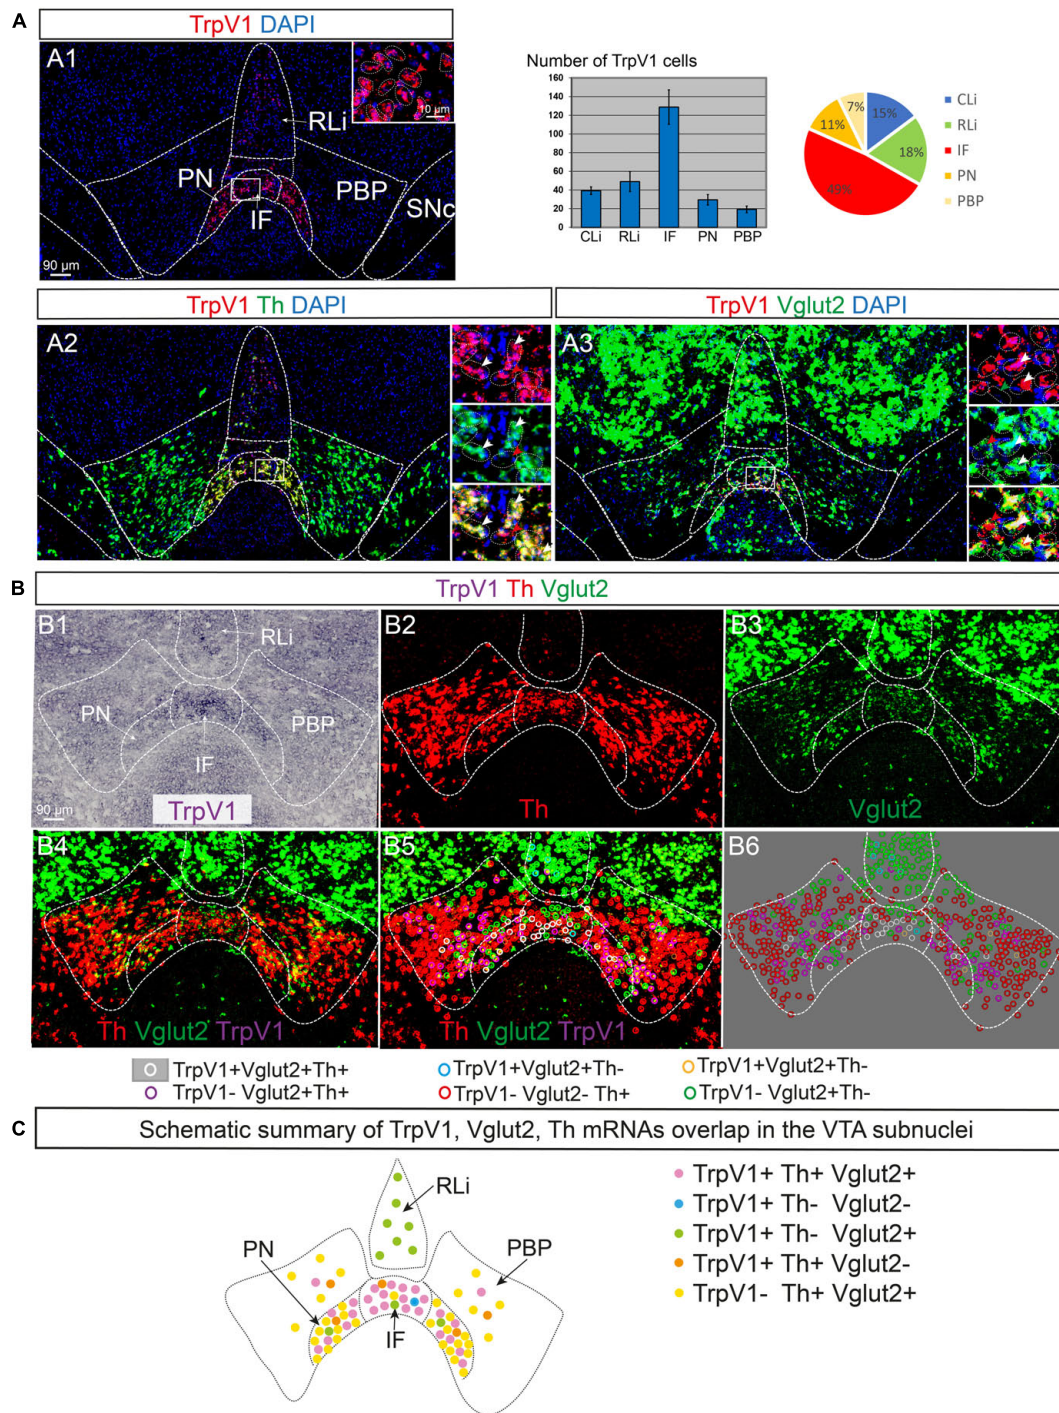 A
TrpV1 DAPI
A1
10 µm
RLi
PN
PBP
IF
SNc
90 µm
Number of TrpV1 cells
160
140
120
100
80
60
40
20
0
CLi RLi IF PN PBP
7%
15%
11%
18%
49%
CLi
RLi
IF
PN
PBP
TrpV1 Th DAPI
TrpV1 Vglut2 DAPI
A2
A3
B
TrpV1 Th Vglut2
B1
RLi
PN
PBP
IF
90 µm
TrpV1
B2
Th
B3
Vglut2
B4
Th Vglut2 TrpV1
B5
Th Vglut2 TrpV1
B6
TrpV1+Vglut2+Th+
TrpV1+Vglut2+Th-
TrpV1+Vglut2+Th-
TrpV1- Vglut2+Th+
TrpV1- Vglut2- Th+
TrpV1- Vglut2+Th-
C
Schematic summary of TrpV1, Vglut2, Th mRNAs overlap in the VTA subnuclei
RLi
PN
PBP
IF
TrpV1+ Th+ Vglut2+
TrpV1+ Th- Vglut2-
TrpV1+ Th- Vglut2+
TrpV1+ Th+ Vglut2-
TrpV1- Th+ Vglut2+